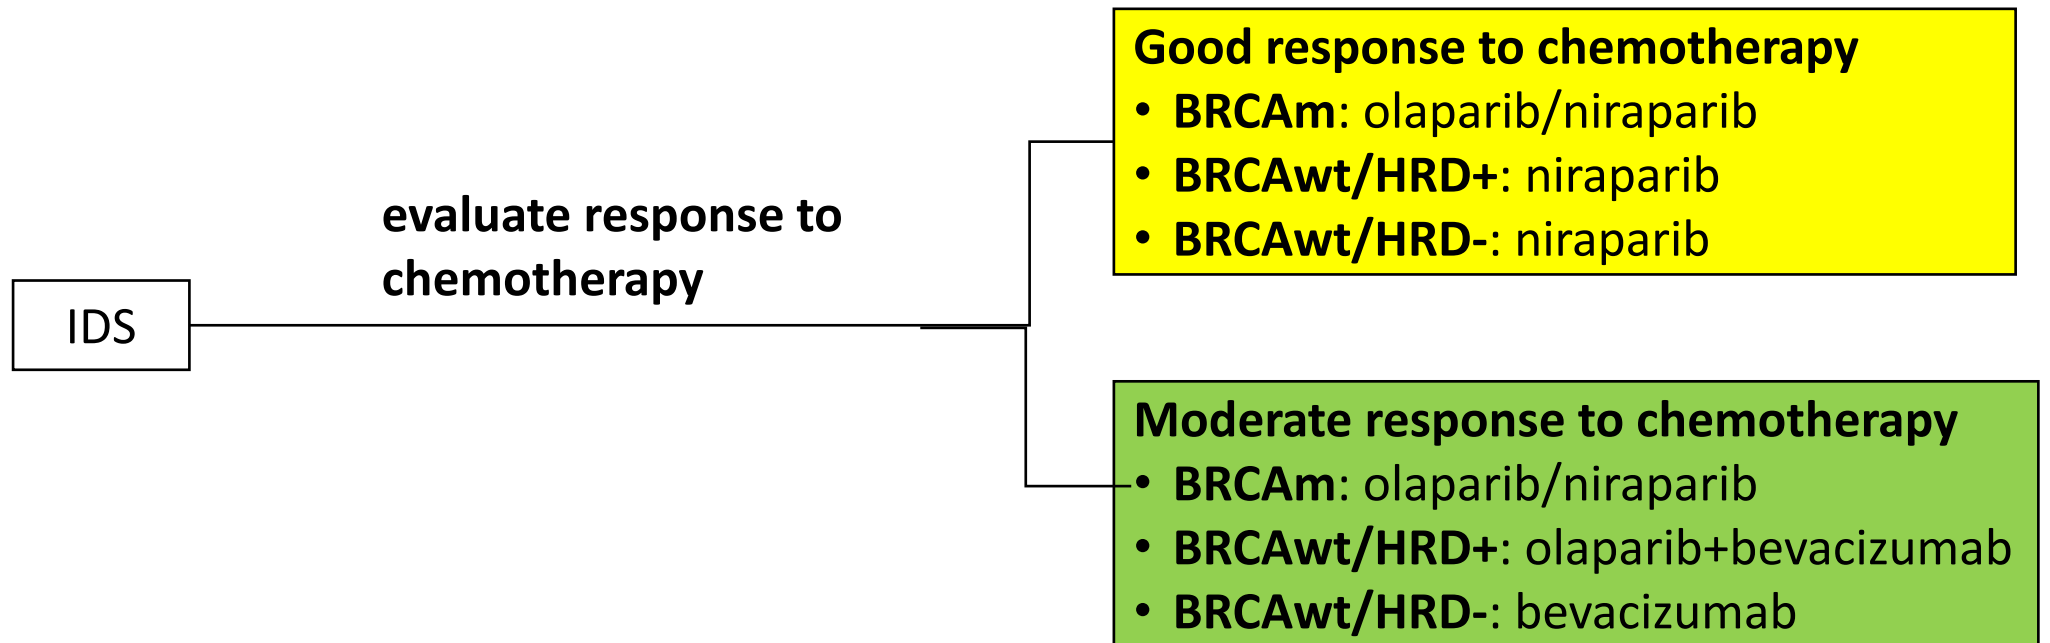 IDS
evaluate response to
chemotherapy
Good response to chemotherapy
• BRCAm: olaparib/niraparib
• BRCAwt/HRD+: niraparib
• BRCAwt/HRD-: niraparib
Moderate response to chemotherapy
• BRCAm: olaparib/niraparib
• BRCAwt/HRD+: olaparib+bevacizumab
• BRCAwt/HRD-: bevacizumab